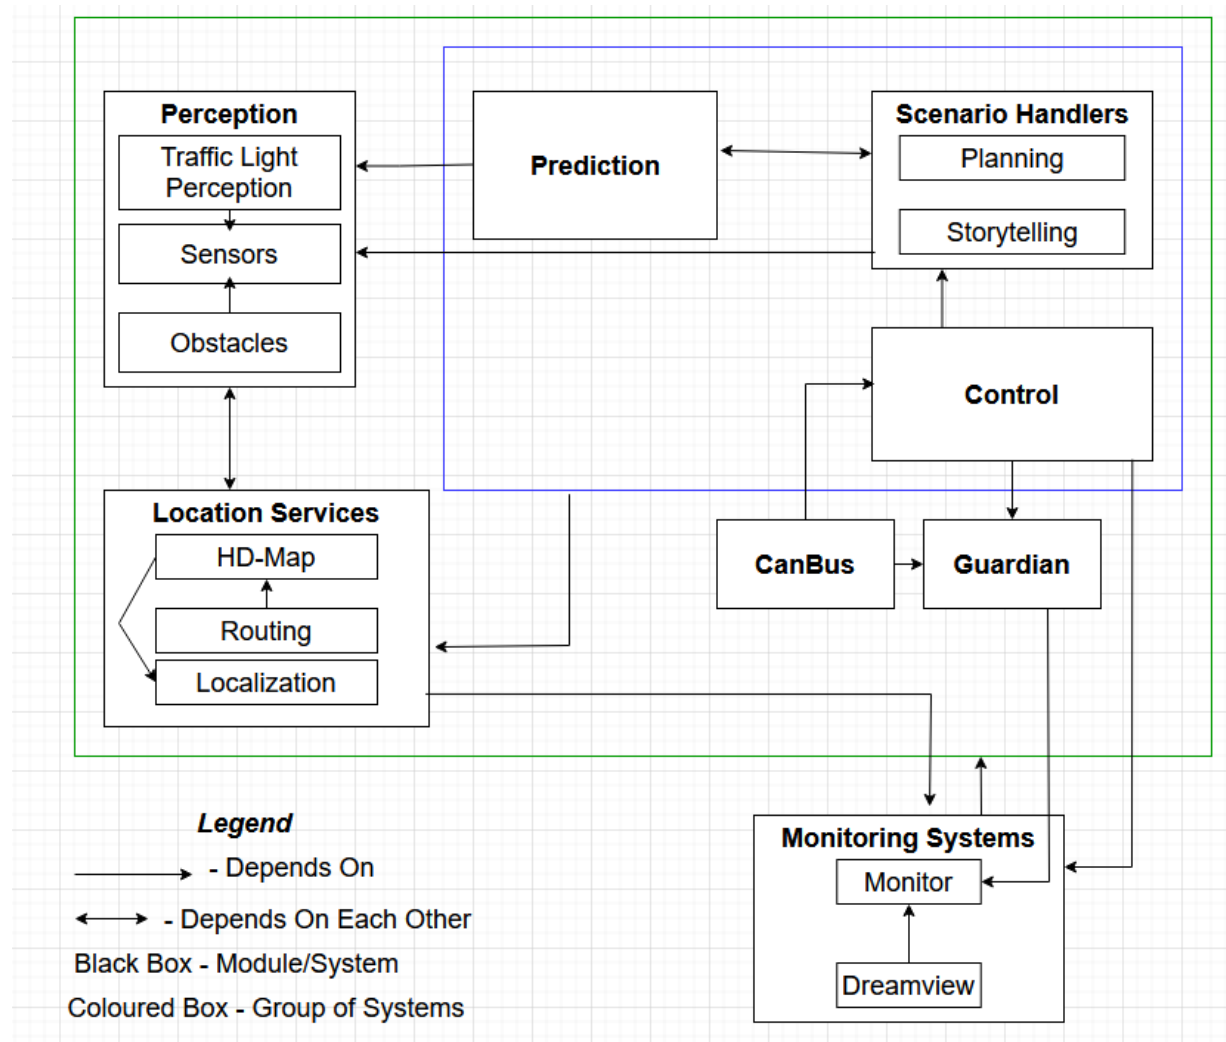 Perception
Traffic Light
Perception
Sensors
Obstacles
Prediction
Scenario Handlers
Planning
Storytelling
Control
Location Services
HD-Map
Routing
Localization
CanBus
Guardian
Monitoring Systems
Monitor
Dreamview
Legend
- Depends On
- Depends On Each Other
Black Box - Module/System
Coloured Box - Group of Systems